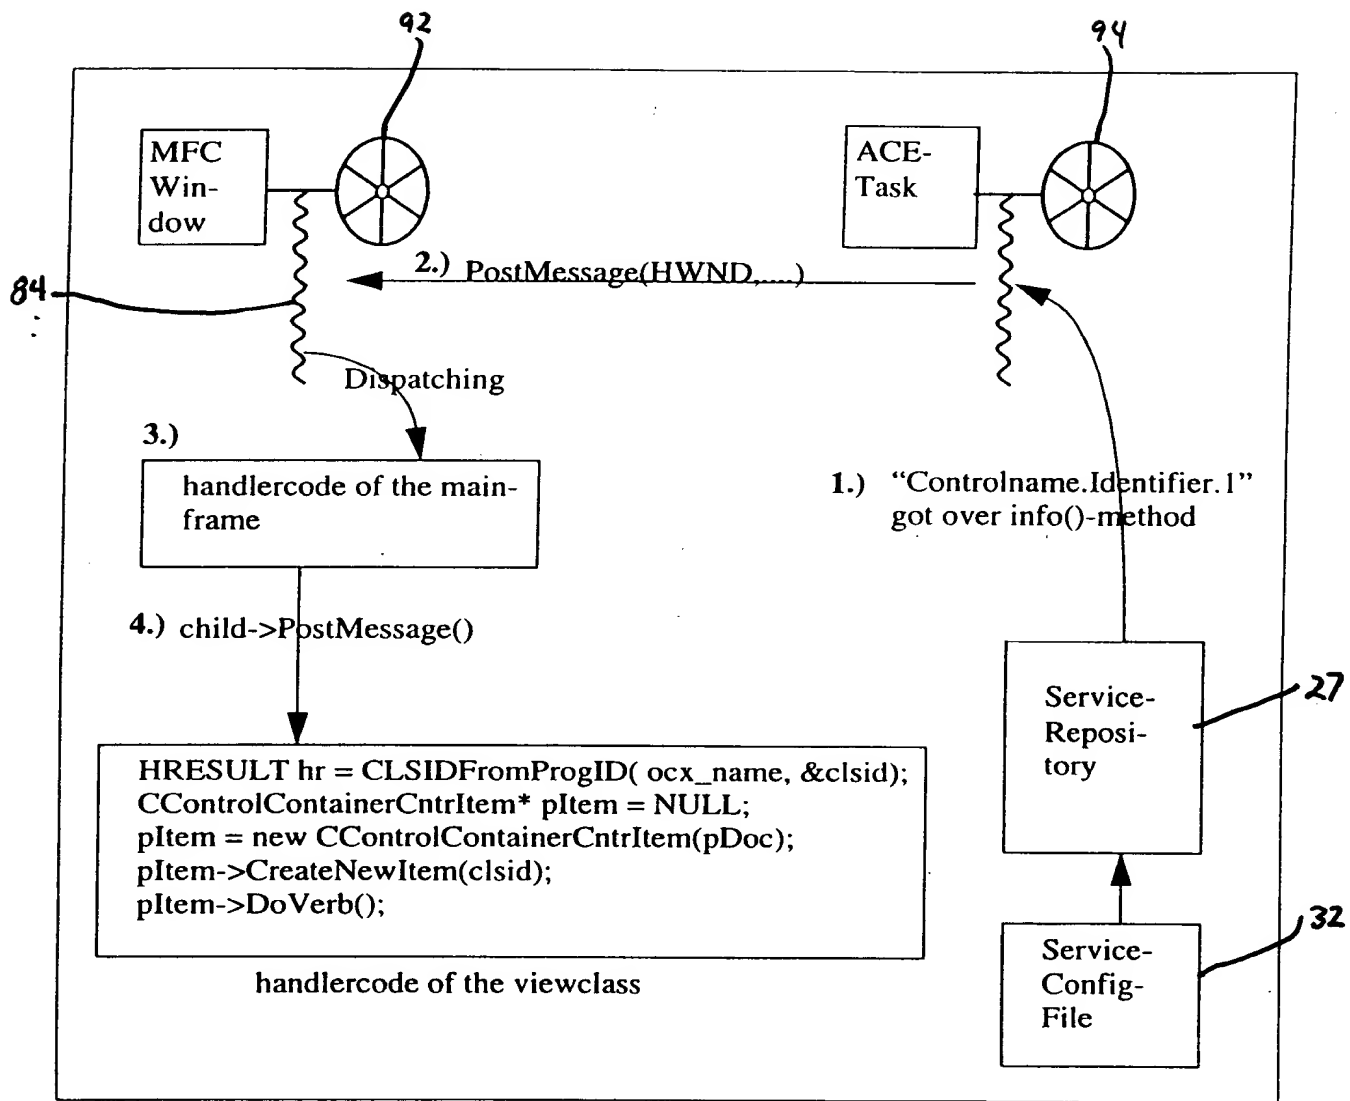 92
94
MFC
Win-
dow
ACE-
Task
2.) PostMessage(HWND,....)
84
Dispatching
3.)
handlercode of the main-
frame
1.) “Controlname.Identifier.1”
got over info()-method
4.) child->PostMessage()
Service-
Reposi-
tory
27
HRESULT hr = CLSIDFromProgID( ocx_name, &clsid);
CControlContainerCntrItem* pItem = NULL;
pItem = new CControlContainerCntrItem(pDoc);
pItem->CreateNewItem(clsid);
pItem->DoVerb();
handlercode of the viewclass
32
Service-
Config-
File